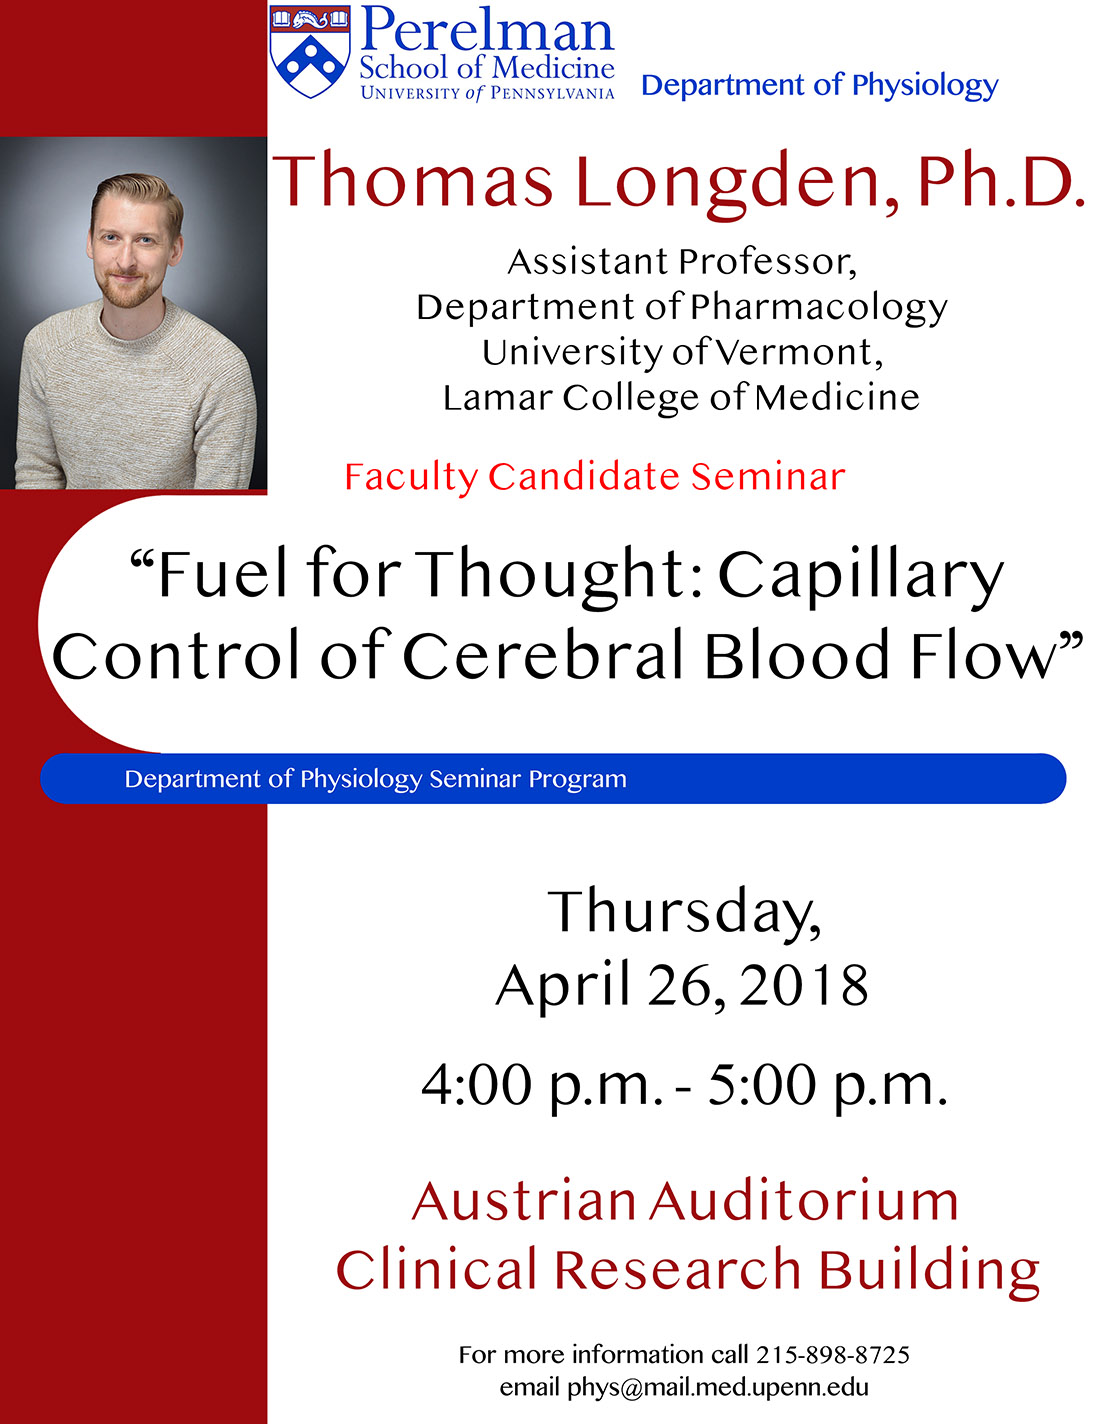 Perelman
School of Medicine
University of Pennsylvania
Department of Physiology
Thomas Longden, Ph.D.
Assistant Professor,
Department of Pharmacology
University of Vermont,
Lamar College of Medicine
Faculty Candidate Seminar
“Fuel for Thought: Capillary
Control of Cerebral Blood Flow”
Department of Physiology Seminar Program
Thursday,
April 26, 2018
4:00 p.m. - 5:00 p.m.
Austrian Auditorium
Clinical Research Building
For more information call 215-898-8725
email phys@mail.med.upenn.edu